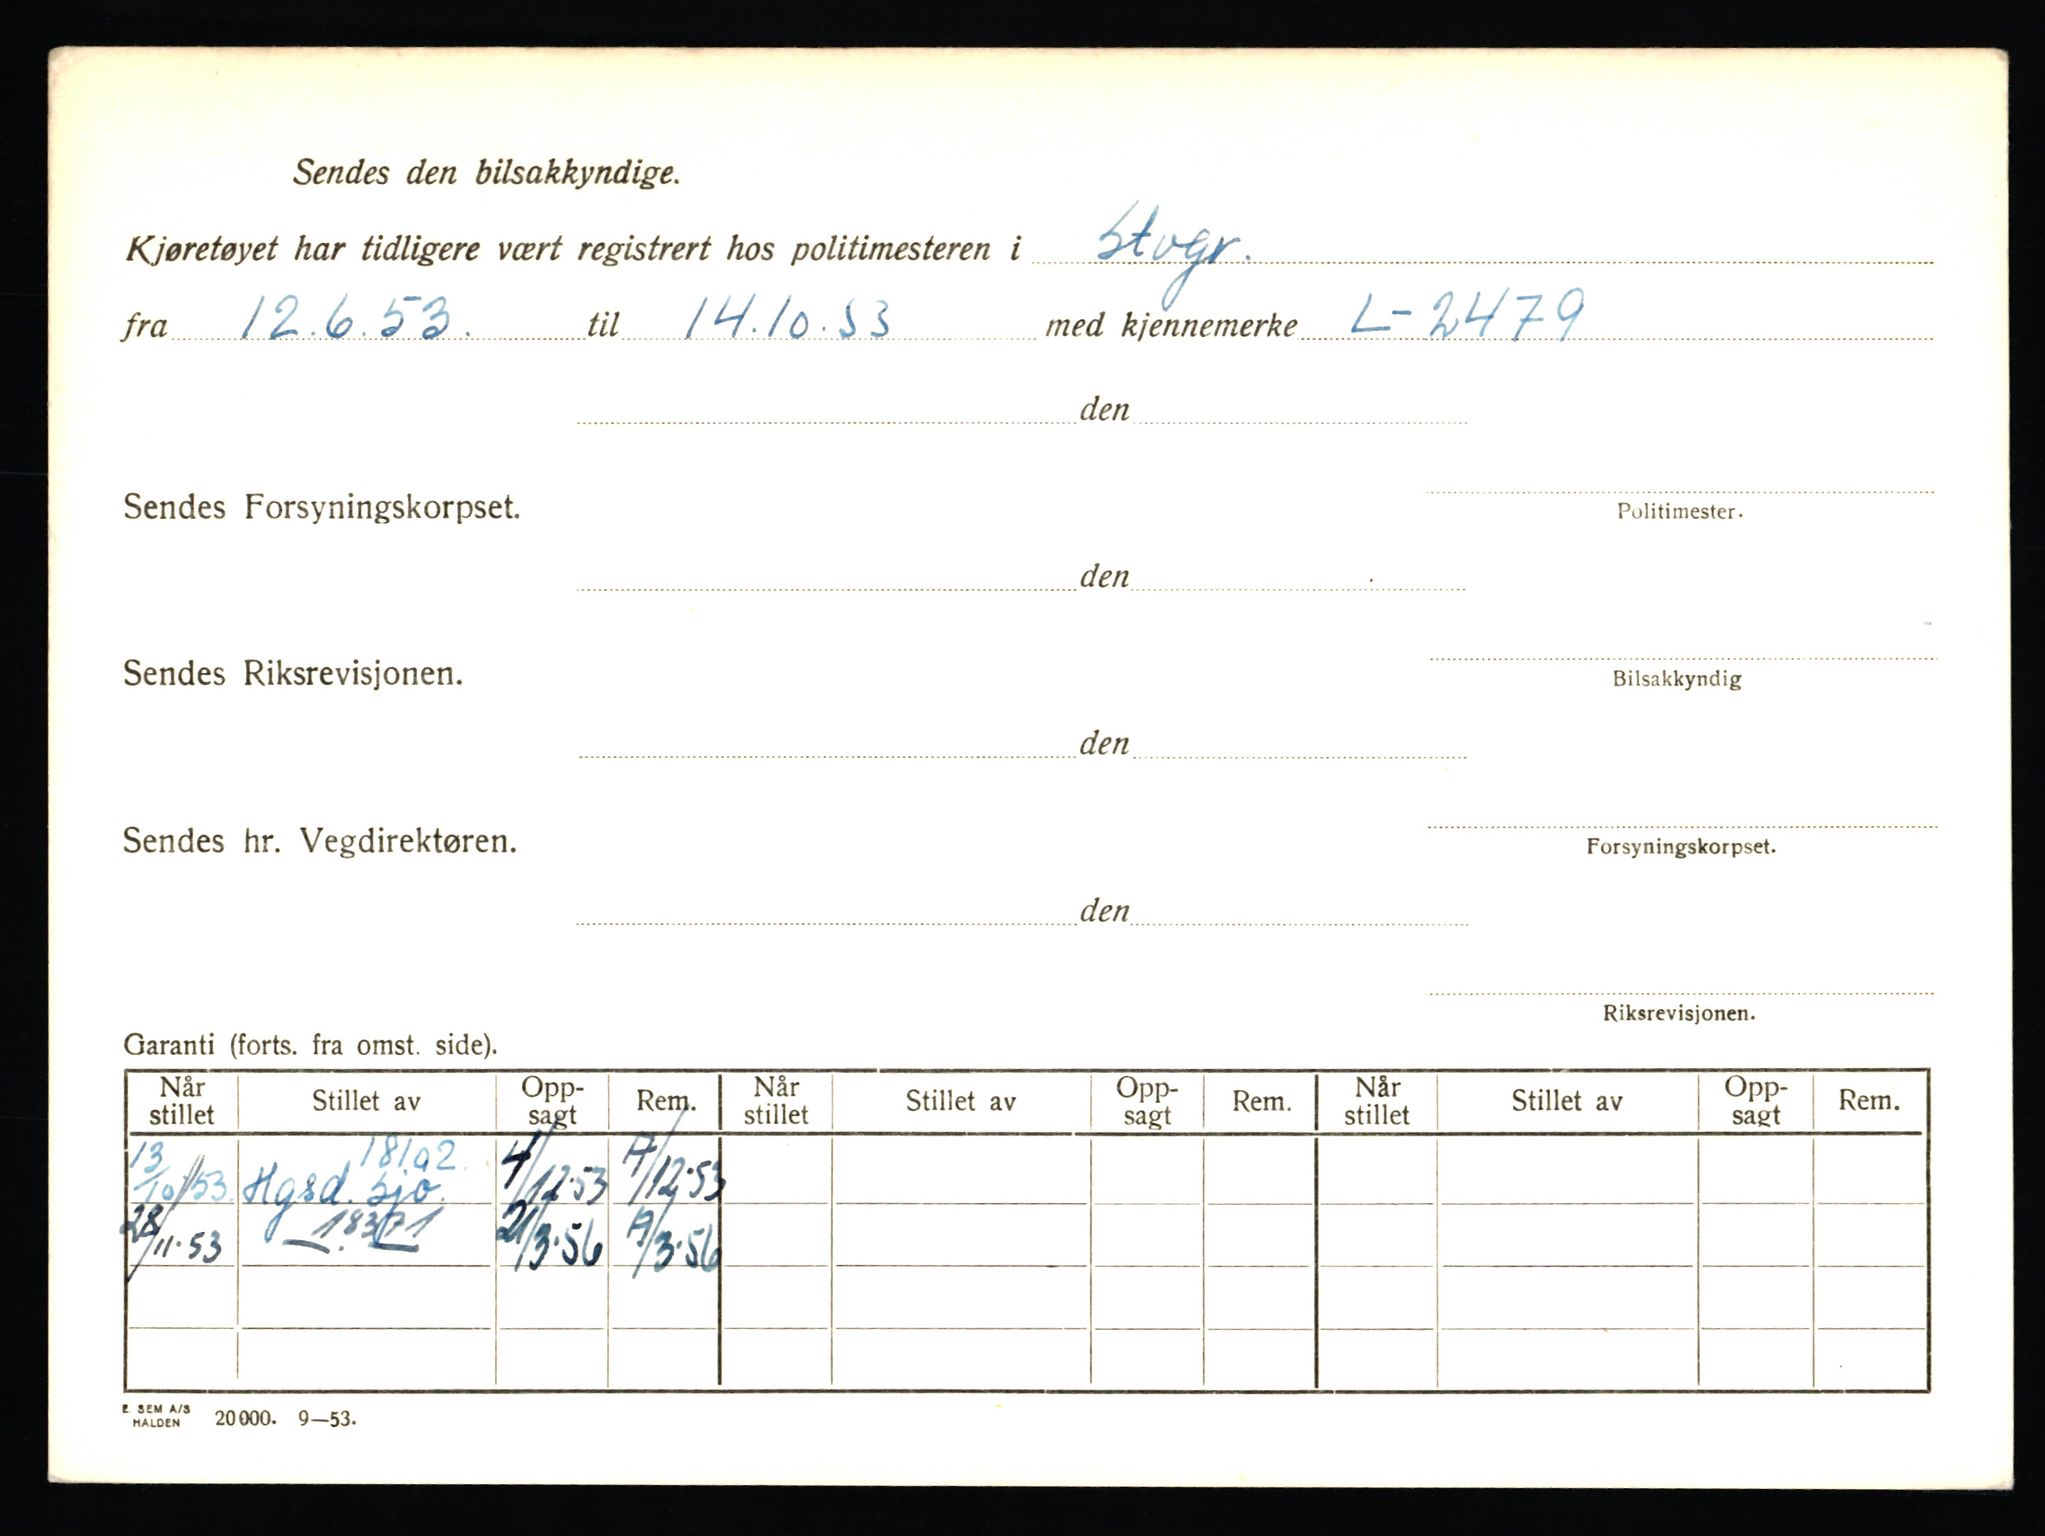 Sendes den bilsakkyndige.
Kjøretøyet har tidligere vært registrert hos politimesteren i Stvgr.
fra 12.6.53. til 14.10.53 med kjennemerke L-2479
den
Sendes Forsyningskorpset.
Politimester.
den
Sendes Riksrevisjonen.
Bilsakkyndig
den
Sendes hr. Vegdirektøren.
Forsyningskorpset.
den
Riksrevisjonen.
Garanti (forts. fra omst. side).
Når stillet Stillet av Opp-sagt Rem. Når stillet Stillet av Opp-sagt Rem. Når stillet Stillet av Opp-sagt Rem.
18102.
13/10 53. Hgsd. Sjø. 4/12.53 /12.53
28/11.53 18371 21/3.56 /3.56
E. SEM A/S
HALDEN 20000. 9—53.